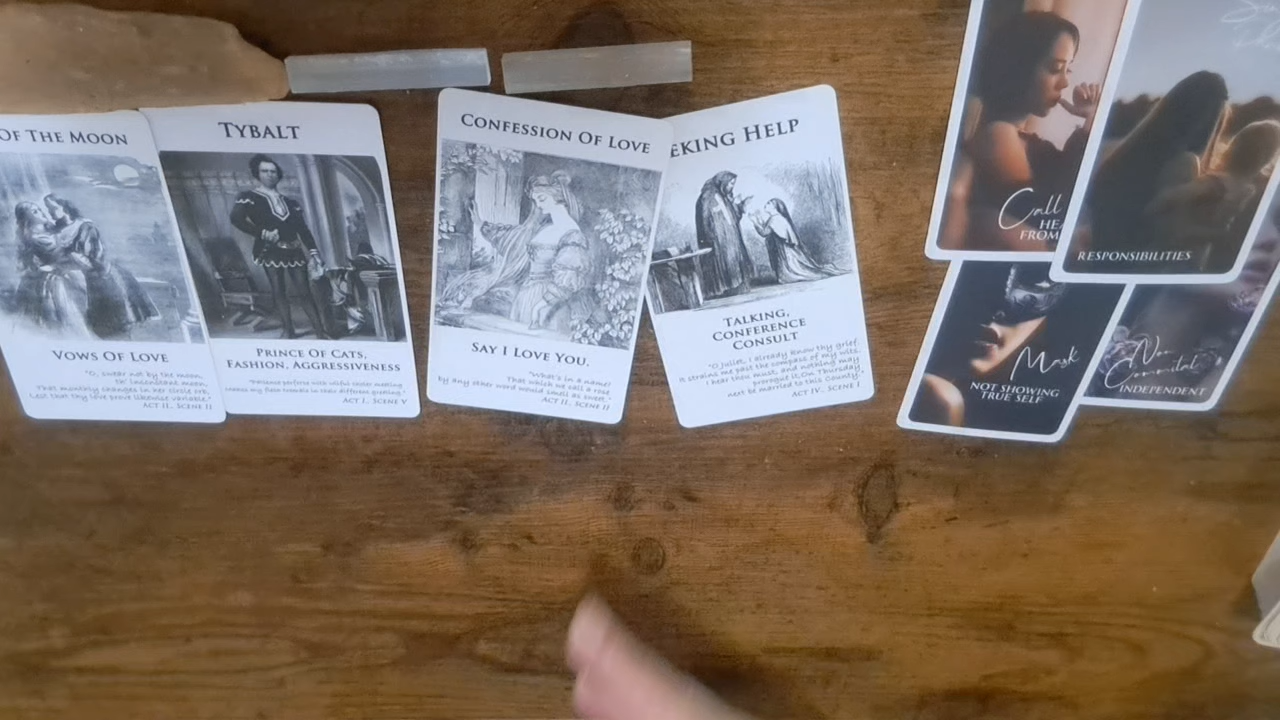 OF THE MOON
VOWS OF LOVE
"O, swear not by the moon,
th' inconstant moon,
That monthly changes in her circle orb,
Lest that thy love prove likewise variable."
ACT II., SCENE II
TYBALT
PRINCE OF CATS,
FASHION, AGGRESSIVENESS
"Patience perforce with wilful choler meeting
Makes my flesh tremble in their different greeting."
ACT I., SCENE V
CONFESSION OF LOVE
SAY I LOVE YOU,
"What's in a name?
That which we call a rose
by any other word would smell as sweet."
ACT II., SCENE II
EKING HELP
TALKING,
CONFERENCE
CONSULT
"O Juliet, I already know thy grief
It strains me past the compass of my wits.
I hear thou must, and nothing may
prorogue it, On Thursday
next be married to this County."
ACT IV., SCENE I
Call
HEA
FROM
RESPONSIBILITIES
Mask
NOT SHOWING
TRUE SELF
Non
Commital
INDEPENDENT